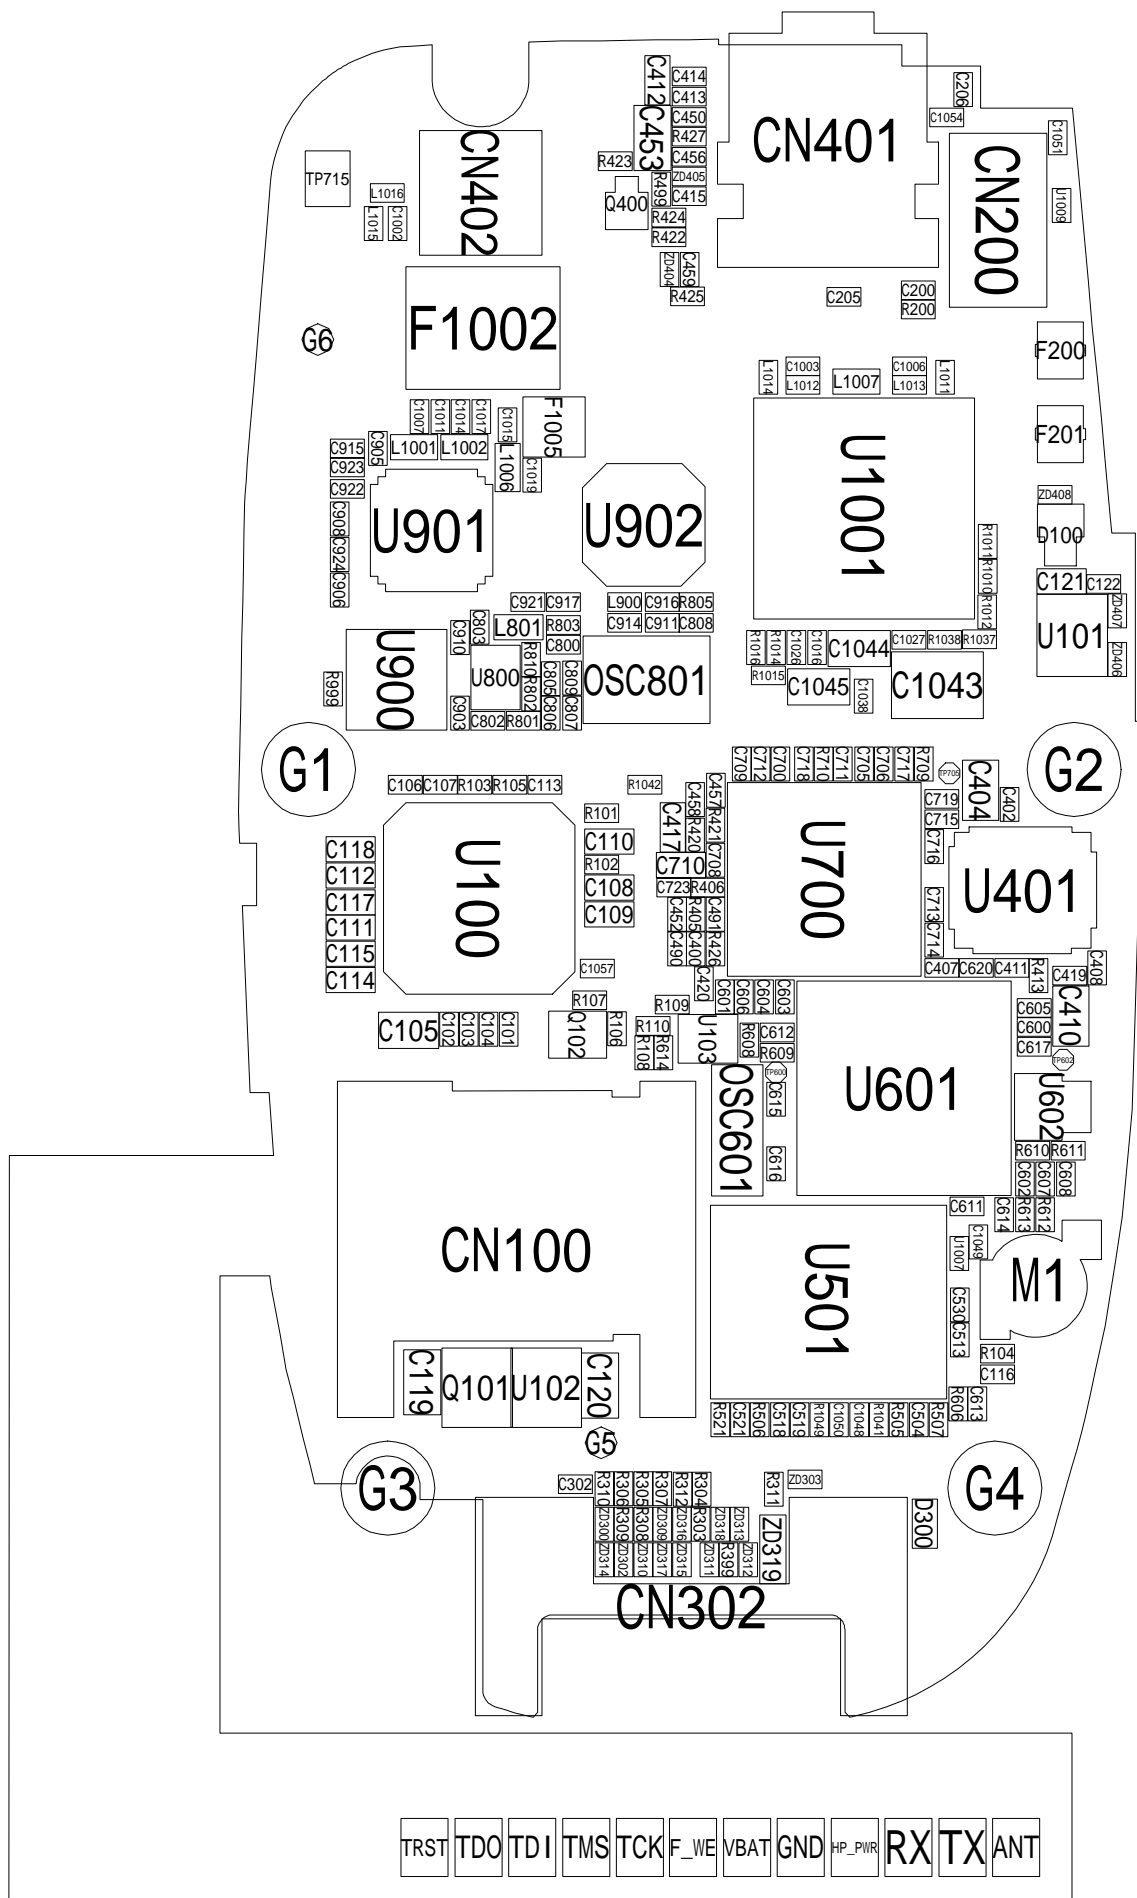 C412
C414
C413
C450
R427
C453
C456
ZD405
C415
R499
R423
Q400
R424
R422
ZD404
C459
R425
CN401
C206
C1054
C1051
CN200
U1009
TP715
L1016
L1015
C1002
CN402
F1002
G6
C205
C200
R200
F200
F201
L1014
C1003
L1012
L1007
C1006
L1013
L1011
C1007
C1011
C1014
C1017
C1015
F1005
C915
C923
C922
C905
L1001
L1002
L1006
C1019
C908
C924
C906
U901
U902
U1001
ZD408
D100
R1011
R1010
R1012
C121
C122
ZD407
U101
ZD406
C921
C917
L900
C916
R805
C803
L801
R803
C914
C911
C808
C910
C800
U900
U800
R810
R802
C805
C809
OSC801
R999
C903
C802
R801
C806
C807
R1016
R1014
C1026
C1016
C1044
C1027
R1038
R1037
R1015
C1045
C1038
C1043
G1
G2
C709
C712
C700
C718
R710
C711
C705
C706
C717
R709
TP705
C404
C402
C106
C107
R103
R105
C113
R1042
C458
C457
R101
C417
R420
R421
C719
C715
C716
C118
C112
C117
C111
C115
C114
U100
C110
R102
C108
C109
C710
C708
C723
R406
C452
R405
C491
C490
C400
R426
U700
C713
C714
U401
C1057
C420
C407
C620
C411
R413
C419
C408
C601
C606
C604
C603
R107
R109
C105
C102
C103
C104
C101
Q102
R106
R110
R108
R614
U103
R608
C612
R609
TP600
C615
C616
OSC601
U601
C605
C600
C617
C410
TP602
U602
R610
R611
C602
C607
C608
C611
C614
R613
R612
U1007
C1049
CN100
U501
M1
C530
C513
R104
C116
R606
C613
C119
Q101
U102
C120
G5
R521
C521
R506
C518
C519
R1049
C1050
C1048
R1041
R505
C504
R507
G3
G4
C302
R310
R306
R305
R307
R312
R304
R311
ZD303
ZD300
R309
R308
ZD309
ZD316
R303
ZD318
ZD313
ZD319
D300
ZD314
ZD302
ZD310
ZD317
ZD315
ZD311
R399
ZD312
CN302
TRST TDO TDI TMS TCK F_WE VBAT GND HP_PWR RX TX ANT